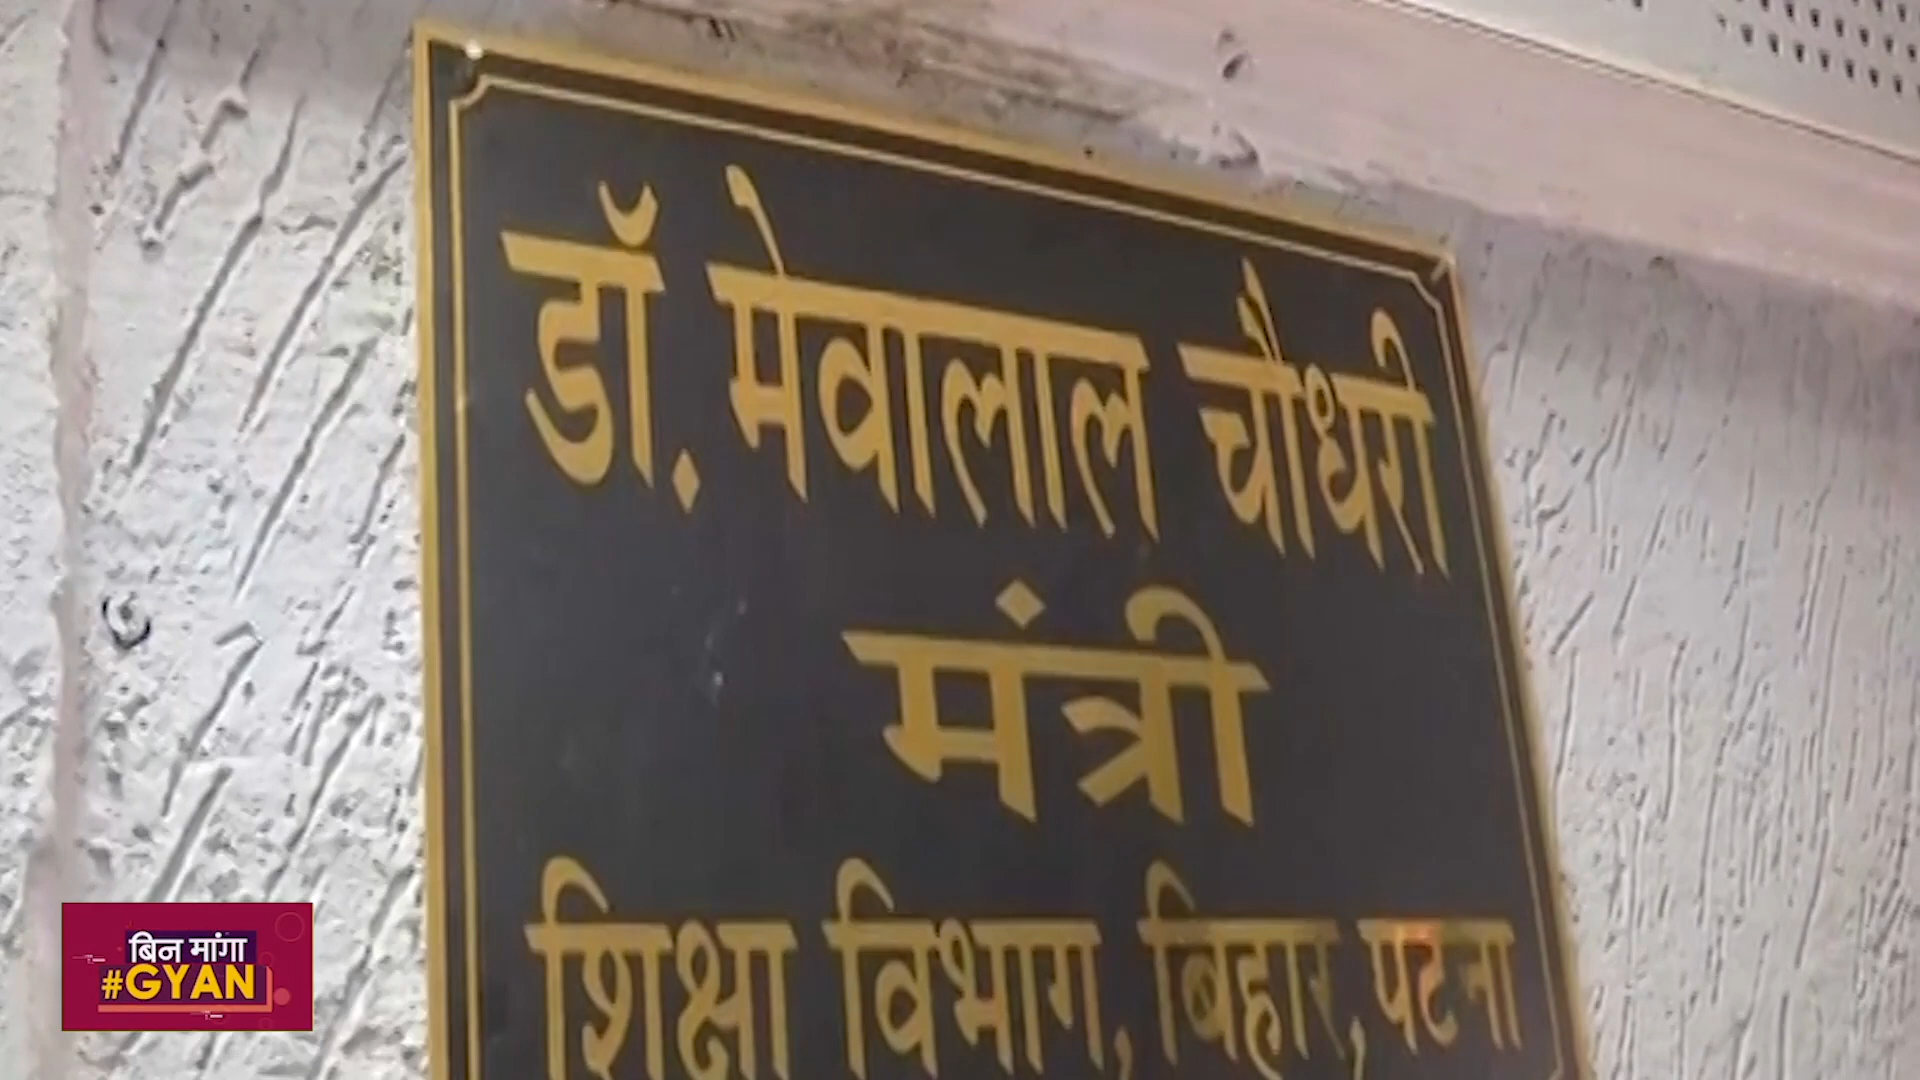 डॉ. मेवालाल चौधरी
मंत्री
शिक्षा विभाग, बिहार, पटना
बिन मांगा
#GYAN